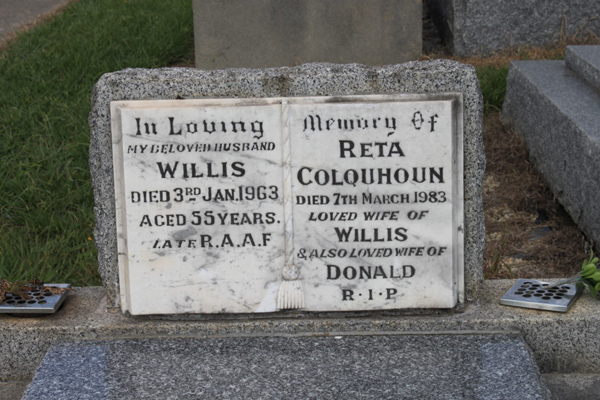 In Loving
MY BELOVED HUSBAND
WILLIS
DIED 3RD JAN.1963
AGED 55 YEARS.
LATE R.A.A.F
Memory Of
RETA
COLQUHOUN
DIED 7TH MARCH 1983
LOVED WIFE OF
WILLIS
& ALSO LOVED WIFE OF
DONALD
R·I·P